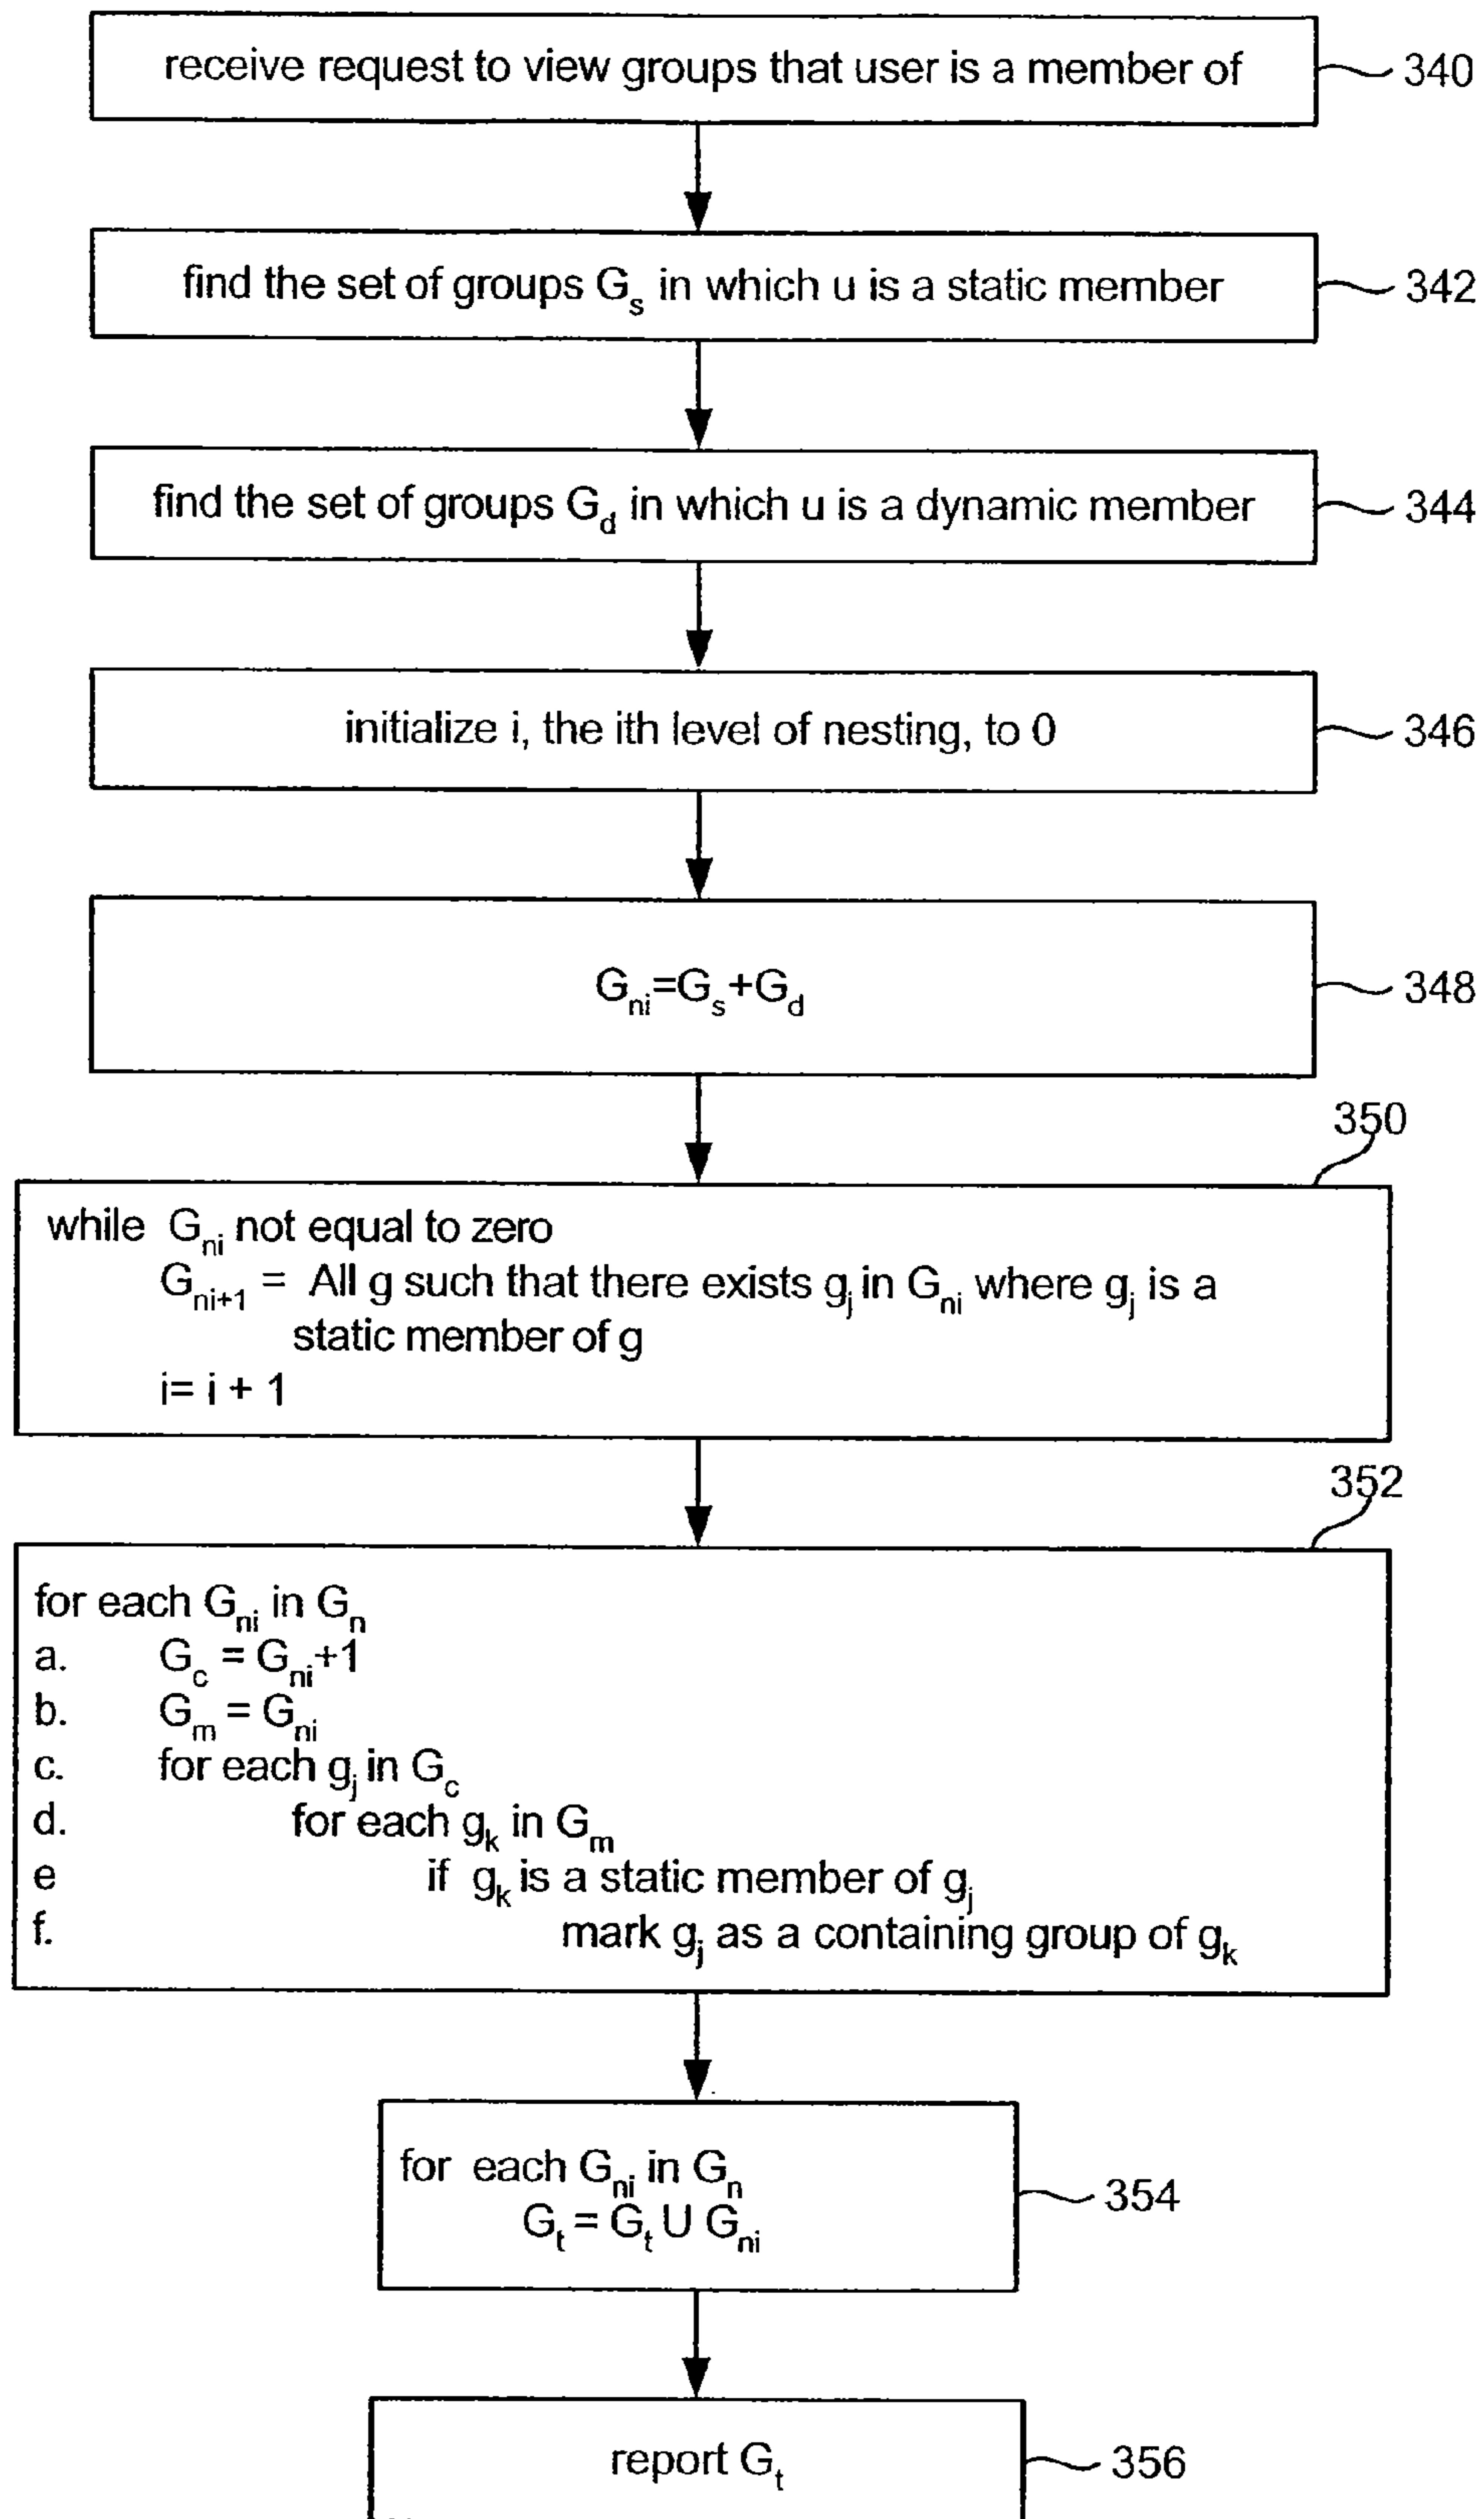 receive request to view groups that user is a member of 340
find the set of groups Gs in which u is a static member 342
find the set of groups Gd in which u is a dynamic member 344
initialize i, the ith level of nesting, to 0 346
Gni=Gs+Gd 348
350
while Gni not equal to zero
Gni+1 = All g such that there exists gj in Gni where gj is a
static member of g
i= i + 1
352
for each Gni in Gn
a. Gc = Gni+1
b. Gm = Gni
c. for each gj in Gc
d. for each gk in Gm
e if gk is a static member of gj
f. mark gj as a containing group of gk
for each Gni in Gn
Gt = Gt U Gni 354
report Gt 356